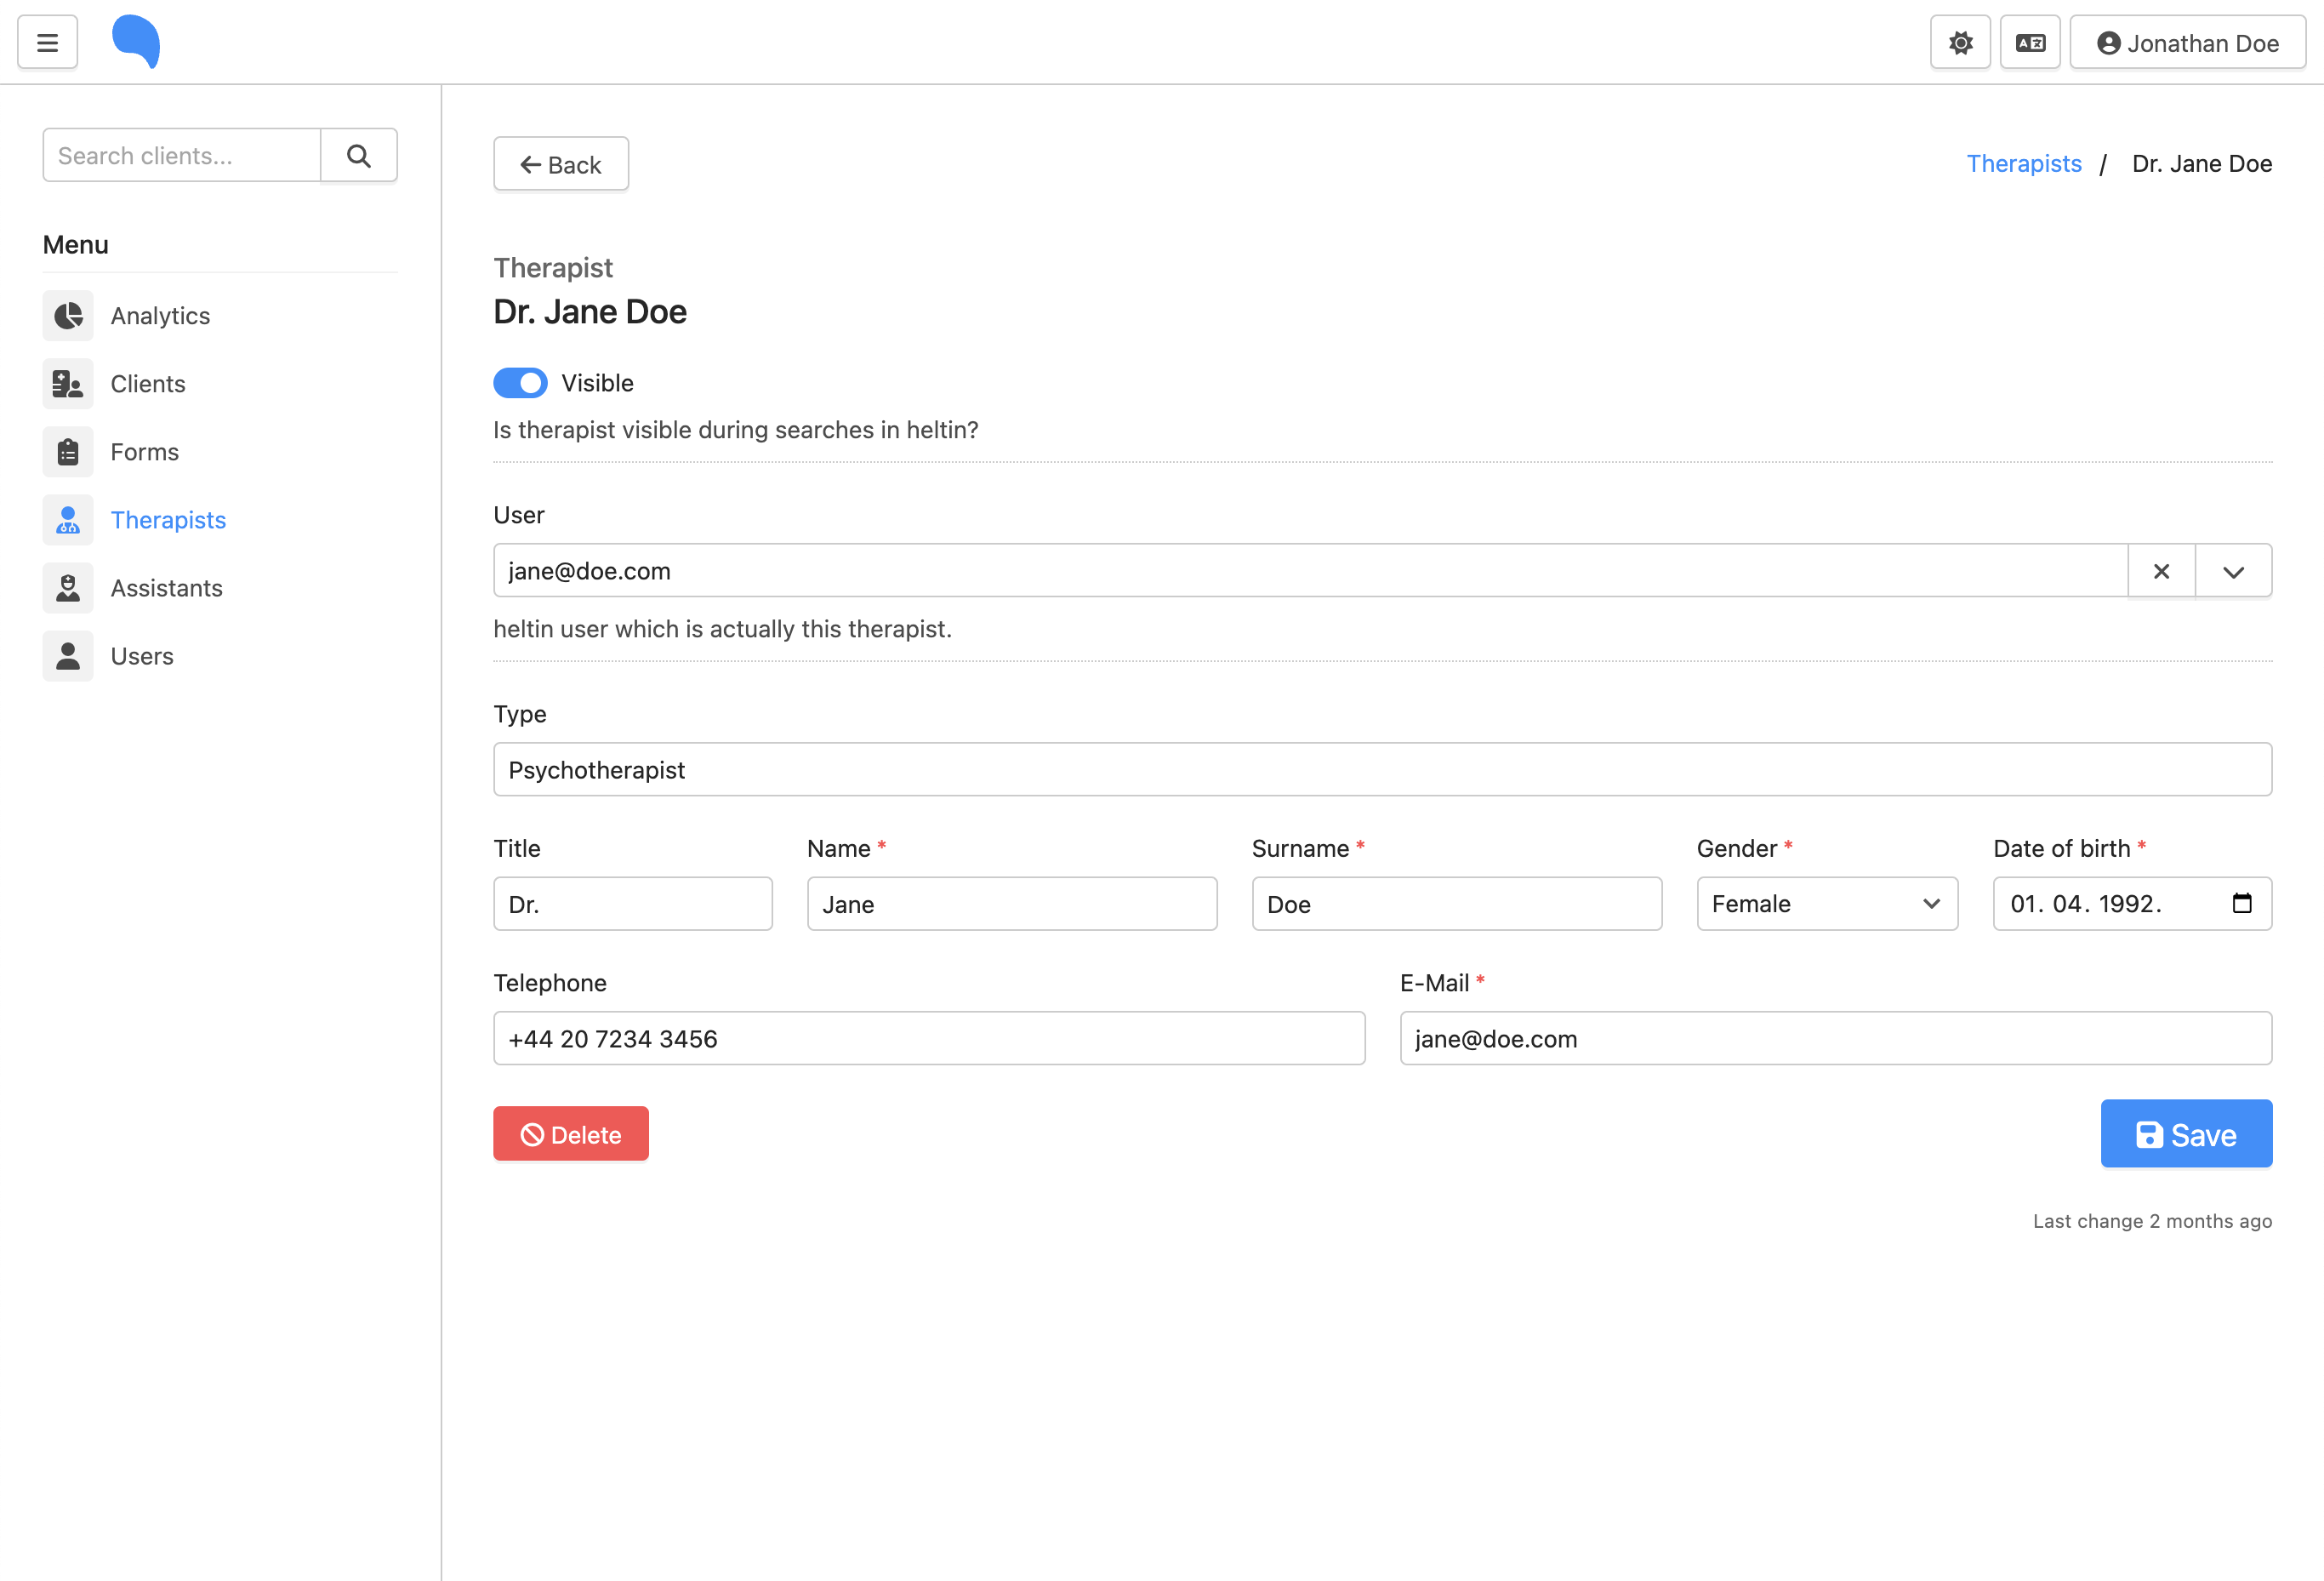 Jonathan Doe
Search clients...
Menu
Analytics
Clients
Forms
Therapists
Assistants
Users
Back
Therapists / Dr. Jane Doe
Therapist
Dr. Jane Doe
Visible
Is therapist visible during searches in heltin?
User
jane@doe.com
heltin user which is actually this therapist.
Type
Psychotherapist
Title Name * Surname * Gender * Date of birth *
Dr. Jane Doe Female 01. 04. 1992.
Telephone E-Mail *
+44 20 7234 3456 jane@doe.com
Delete Save
Last change 2 months ago